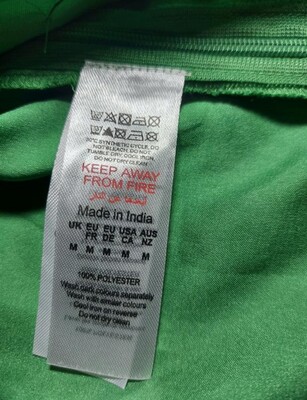 30°C SYNTHETIC CYCLE, DO
NOT BLEACH, DO NOT
TUMBLE DRY, COOL IRON
DO NOT DRY CLEAN
KEEP AWAY
FROM FIRE
Made in India
UK EU EU USA AUS
FR DE CA NZ
M M M M M
100% POLYESTER
Wash dark colours separately
Wash with similar colours
Cool iron on reverse
Do not dry clean